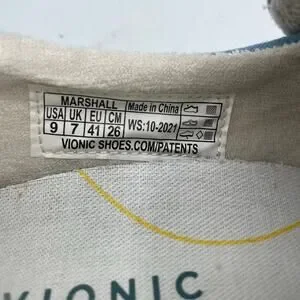 MARSHALL
Made in China
USA UK EU CM
9 7 41 26
WS:10-2021
VIONIC SHOES.COM/PATENTS
VIONIC